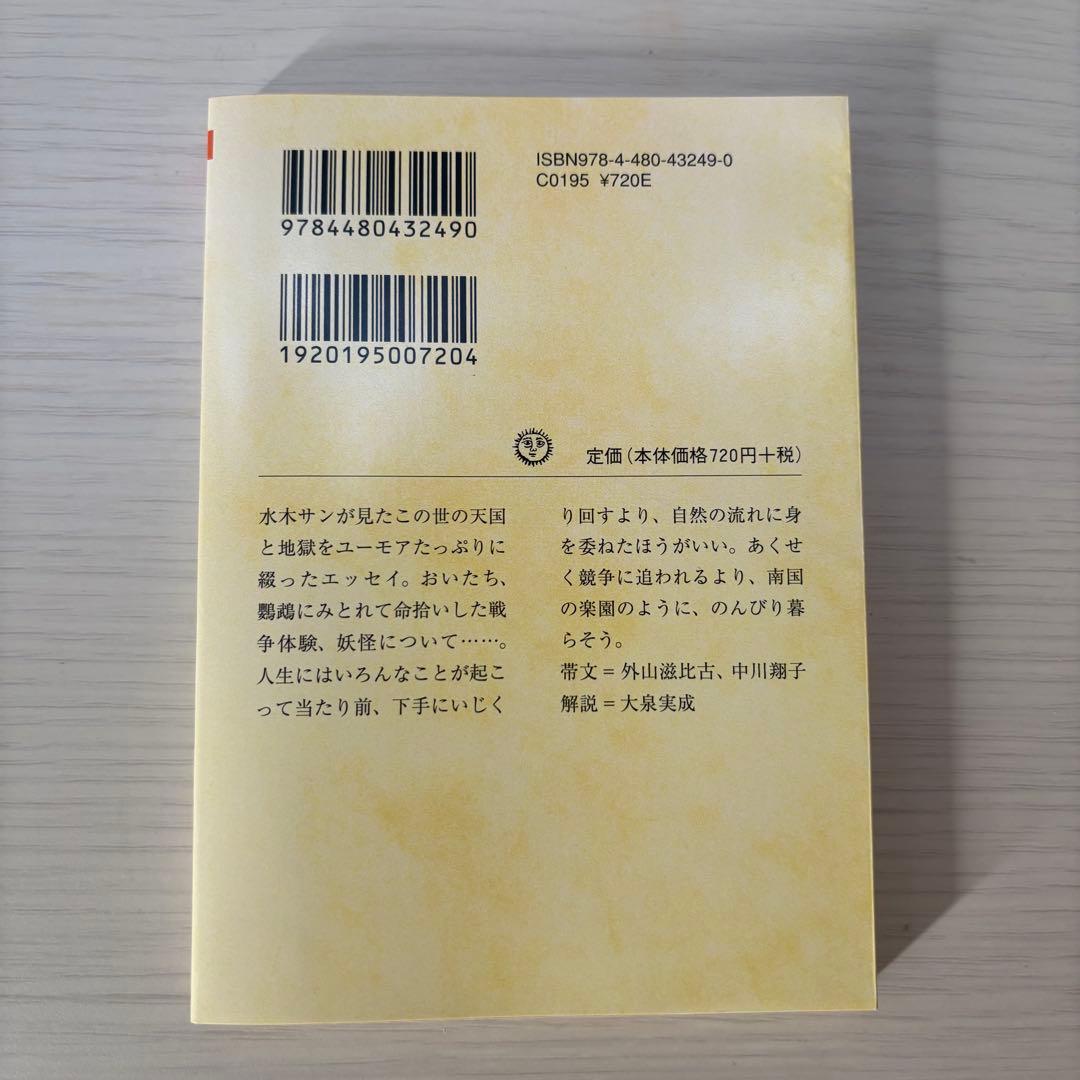 ISBN978-4-480-43249-0
C0195 ¥720E
9784480432490
1920195007204
定価(本体価格720円+税)
水木サンが見たこの世の天国
と地獄をユーモアたっぷりに
綴ったエッセイ。おいたち、
鸚鵡にみとれて命拾いした戦
争体験、妖怪について……。
人生にはいろんなことが起こ
って当たり前、下手にいじく
り回すより、自然の流れに身
を委ねたほうがいい。あくせ
く競争に追われるより、南国
の楽園のように、のんびり暮
らそう。
帯文=外山滋比古、中川翔子
解説=大泉実成